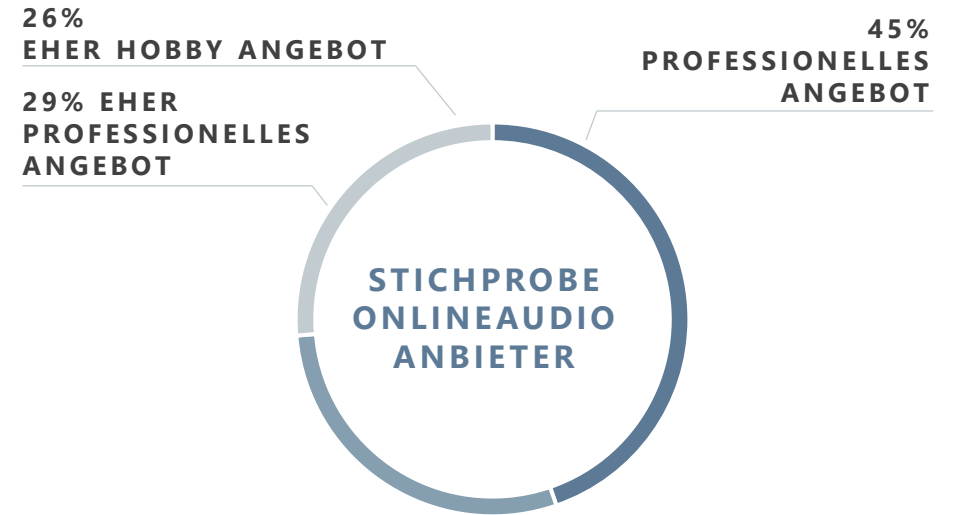 26%
EHER HOBBY ANGEBOT
29% EHER
PROFESSIONELLES
ANGEBOT
45%
PROFESSIONELLES
ANGEBOT
STICHPROBE
ONLINEAUDIO
ANBIETER